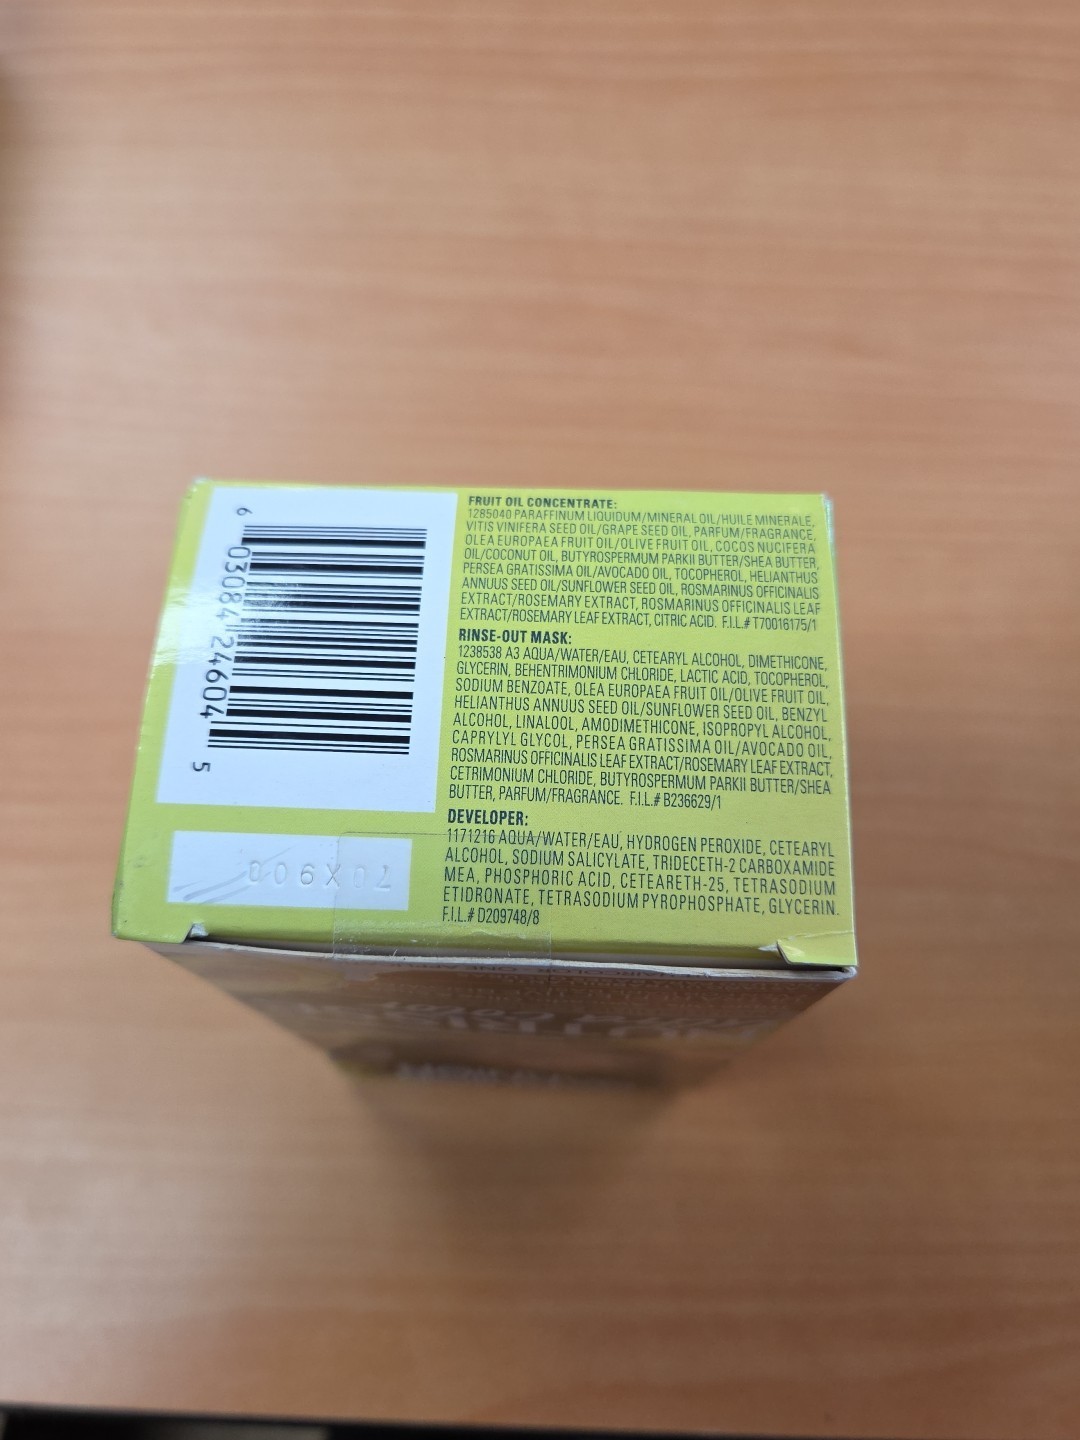 6 03084 24604 5
70X900
FRUIT OIL CONCENTRATE:
1285040 PARAFFINUM LIQUIDUM/MINERAL OIL/HUILE MINERALE,
VITIS VINIFERA SEED OIL/GRAPE SEED OIL, PARFUM/FRAGRANCE,
OLEA EUROPAEA FRUIT OIL/OLIVE FRUIT OIL, COCOS NUCIFERA
OIL/COCONUT OIL, BUTYROSPERMUM PARKII BUTTER/SHEA BUTTER,
PERSEA GRATISSIMA OIL/AVOCADO OIL, TOCOPHEROL, HELIANTHUS
ANNUUS SEED OIL/SUNFLOWER SEED OIL, ROSMARINUS OFFICINALIS
EXTRACT/ROSEMARY EXTRACT, ROSMARINUS OFFICINALIS LEAF
EXTRACT/ROSEMARY LEAF EXTRACT, CITRIC ACID. F.I.L.# T70016175/1
RINSE-OUT MASK:
1238538 A3 AQUA/WATER/EAU, CETEARYL ALCOHOL, DIMETHICONE,
GLYCERIN, BEHENTRIMONIUM CHLORIDE, LACTIC ACID, TOCOPHEROL,
SODIUM BENZOATE, OLEA EUROPAEA FRUIT OIL/OLIVE FRUIT OIL,
HELIANTHUS ANNUUS SEED OIL/SUNFLOWER SEED OIL, BENZYL
ALCOHOL, LINALOOL, AMODIMETHICONE, ISOPROPYL ALCOHOL,
CAPRYLYL GLYCOL, PERSEA GRATISSIMA OIL/AVOCADO OIL,
ROSMARINUS OFFICINALIS LEAF EXTRACT/ROSEMARY LEAF EXTRACT,
CETRIMONIUM CHLORIDE, BUTYROSPERMUM PARKII BUTTER/SHEA
BUTTER, PARFUM/FRAGRANCE. F.I.L.# B236629/1
DEVELOPER:
1171216 AQUA/WATER/EAU, HYDROGEN PEROXIDE, CETEARYL
ALCOHOL, SODIUM SALICYLATE, TRIDECETH-2 CARBOXAMIDE
MEA, PHOSPHORIC ACID, CETEARETH-25, TETRASODIUM
ETIDRONATE, TETRASODIUM PYROPHOSPHATE, GLYCERIN.
F.I.L.# D209748/8